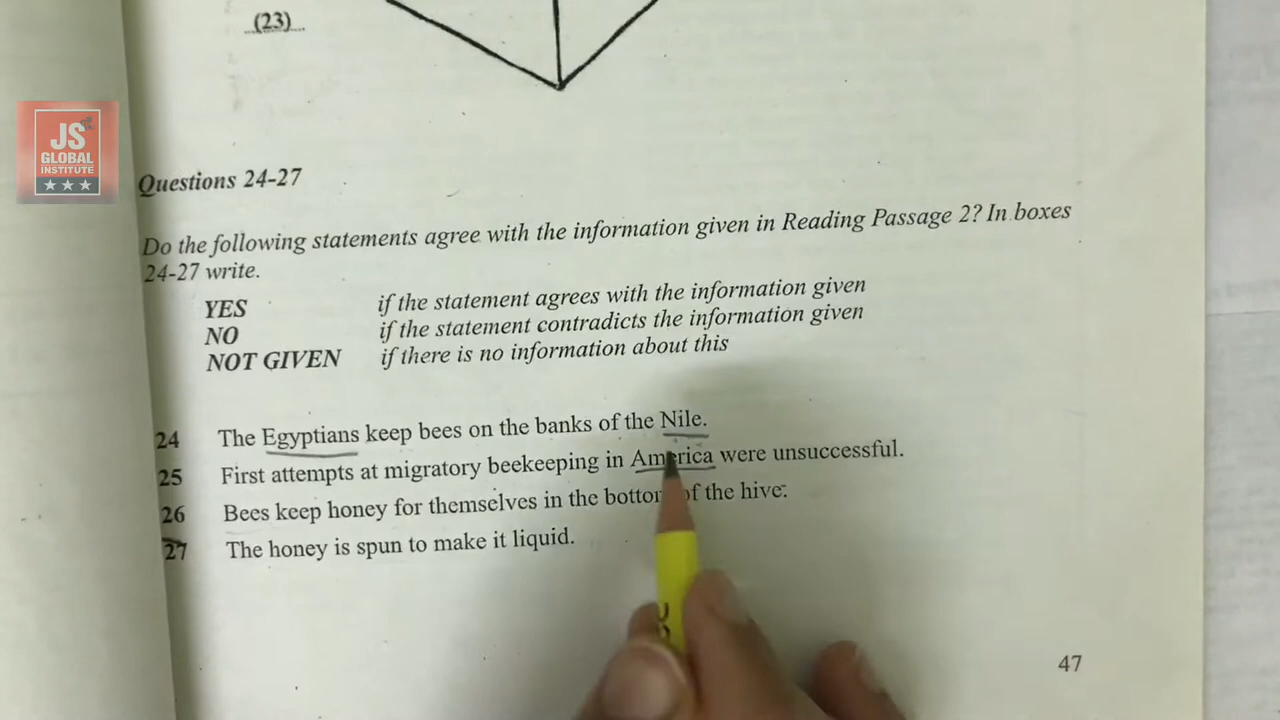 (23)
JS
GLOBAL
INSTITUTE
Questions 24-27
Do the following statements agree with the information given in Reading Passage 2? In boxes
24-27 write.
YES if the statement agrees with the information given
NO if the statement contradicts the information given
NOT GIVEN if there is no information about this
24 The Egyptians keep bees on the banks of the Nile.
25 First attempts at migratory beekeeping in America were unsuccessful.
26 Bees keep honey for themselves in the bottom of the hive.
27 The honey is spun to make it liquid.
47